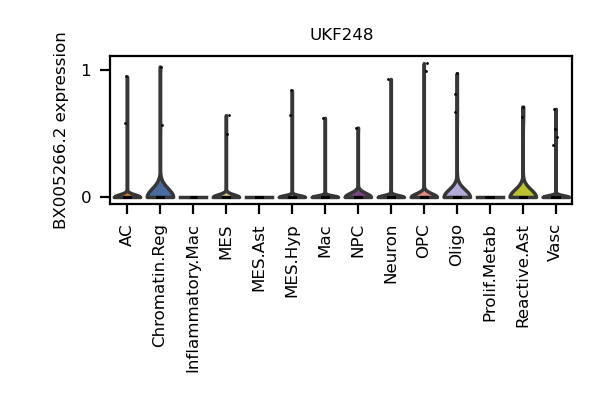 UKF248
BX005266.2 expression
1
0
AC
Chromatin.Reg
Inflammatory.Mac
MES
MES.Ast
MES.Hyp
Mac
NPC
Neuron
OPC
Oligo
Prolif.Metab
Reactive.Ast
Vasc